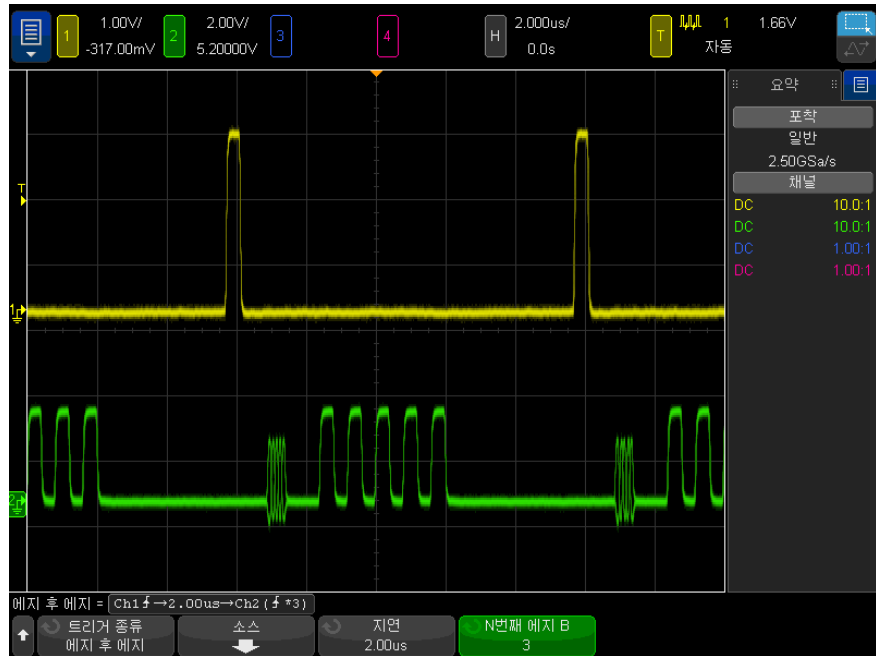 1 1.00V/ 2 2.00V/ 3 4 H 2.000us/ T 1 1.66V
-317.00mV 5.20000V 0.0s 자동
요약
포착
일반
2.50GSa/s
채널
DC 10.0:1
DC 10.0:1
DC 1.00:1
DC 1.00:1
T
1
2
에지 후 에지 = Ch1↑→2.00us→Ch2(↑*3)
트리거 종류 소스 지연 N번째 에지 B
에지 후 에지 2.00us 3